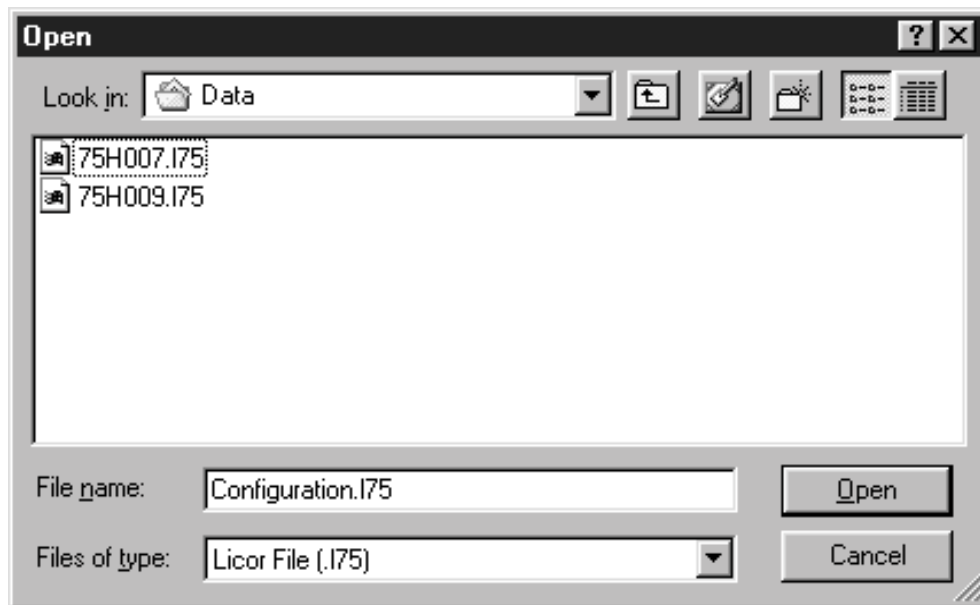 Open
Look in: Data
75H007.I75
75H009.I75
File name: Configuration.I75 Open
Files of type: Licor File (.I75) Cancel